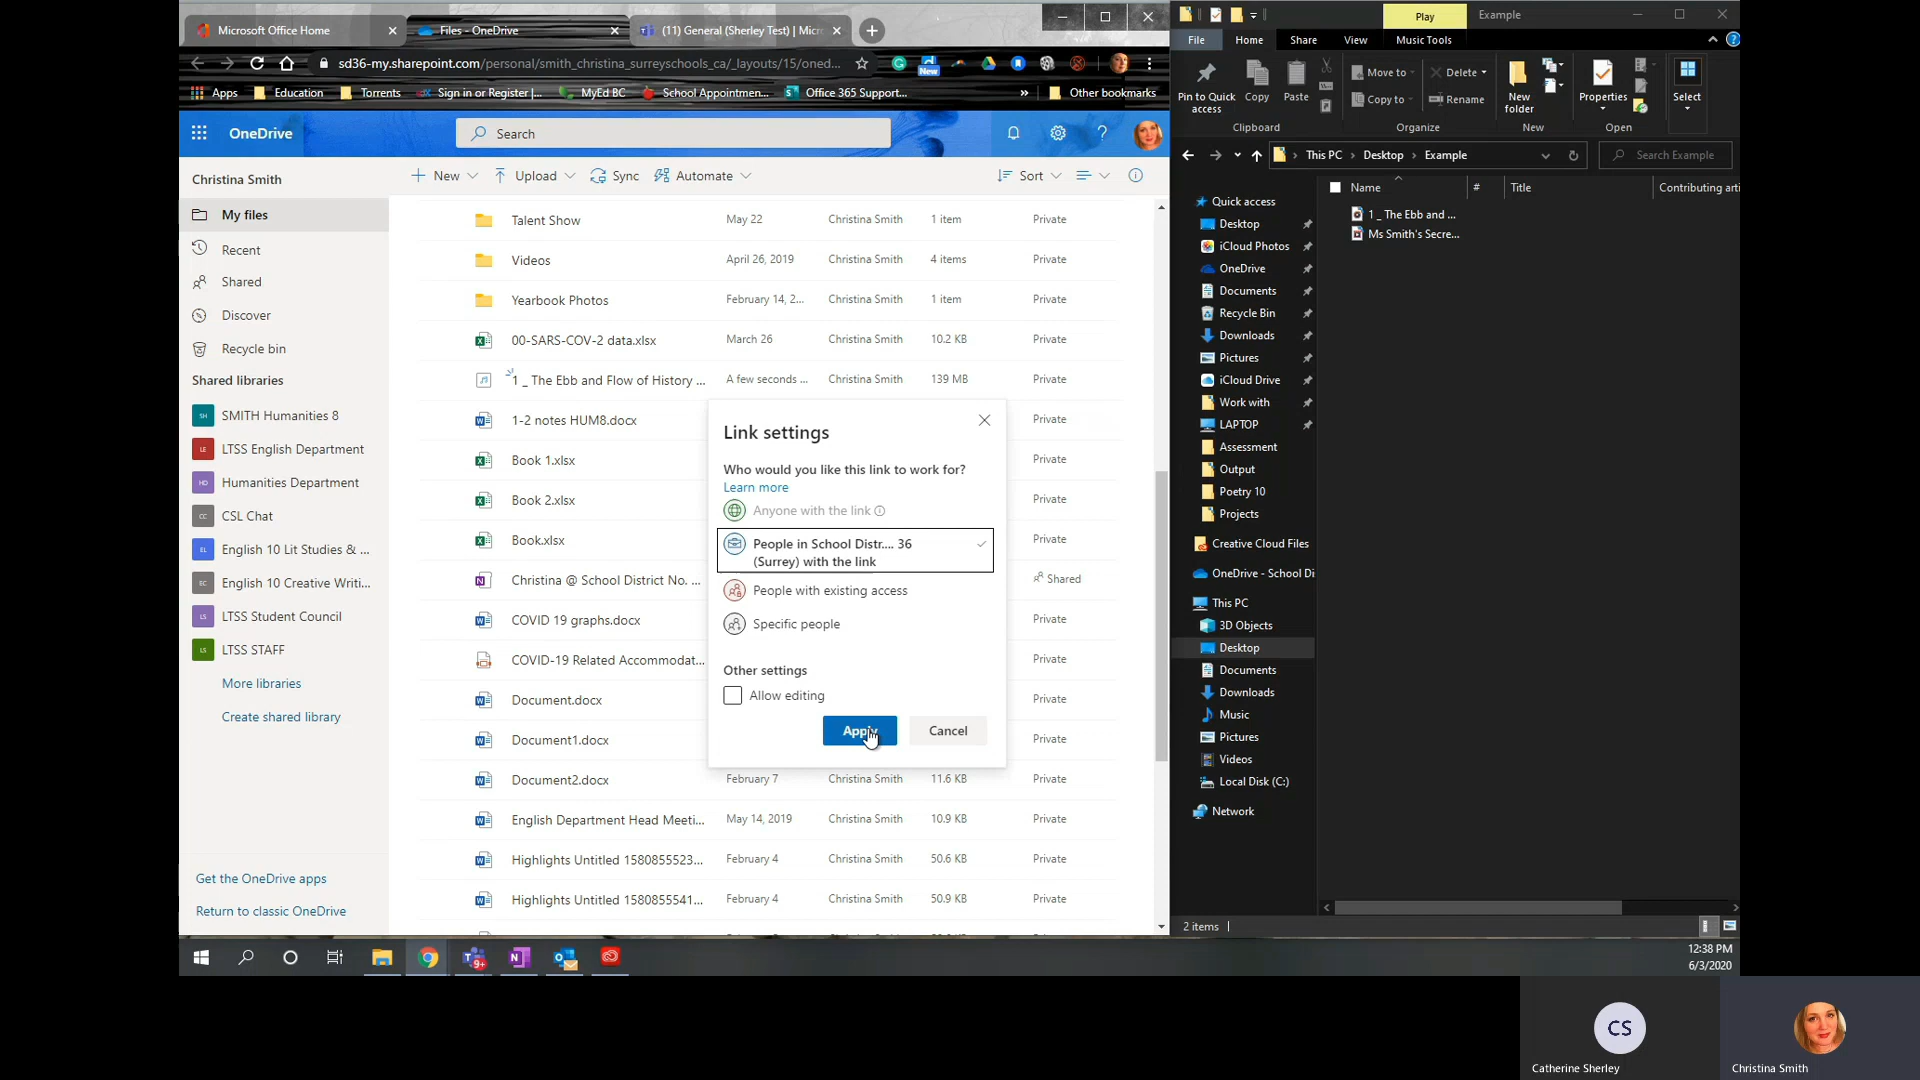 Microsoft Office Home
Files - OneDrive
(11) General (Sherley Test) | Micr
sd36-my.sharepoint.com/personal/smith_christina_surreyschools_ca/_layouts/15/oned...
New
Apps
Education
Torrents
Sign in or Register |...
MyEd BC
School Appointmen...
Office 365 Support...
»
Other bookmarks
OneDrive
Search
?
Christina Smith
New
Upload
Sync
Automate
Sort
My files
Recent
Shared
Discover
Recycle bin
Shared libraries
SMITH Humanities 8
LTSS English Department
Humanities Department
CSL Chat
English 10 Lit Studies & ...
English 10 Creative Writi...
LTSS Student Council
LTSS STAFF
More libraries
Create shared library
Get the OneDrive apps
Return to classic OneDrive
Talent Show May 22 Christina Smith 1 item Private
Videos April 26, 2019 Christina Smith 4 items Private
Yearbook Photos February 14, 2... Christina Smith 1 item Private
00-SARS-COV-2 data.xlsx March 26 Christina Smith 10.2 KB Private
1 _ The Ebb and Flow of History ... A few seconds ... Christina Smith 139 MB Private
1-2 notes HUM8.docx Private
Book 1.xlsx Private
Book 2.xlsx Private
Book.xlsx Private
Christina @ School District No. ... Shared
COVID 19 graphs.docx Private
COVID-19 Related Accommodat... Private
Document.docx Private
Document1.docx Private
Document2.docx February 7 Christina Smith 11.6 KB Private
English Department Head Meeti... May 14, 2019 Christina Smith 10.9 KB Private
Highlights Untitled 1580855523... February 4 Christina Smith 50.6 KB Private
Highlights Untitled 1580855541... February 4 Christina Smith 50.9 KB Private
Link settings
Who would you like this link to work for?
Learn more
Anyone with the link
People in School Distr.... 36
(Surrey) with the link
People with existing access
Specific people
Other settings
Allow editing
Apply
Cancel
Play
Example
File
Home
Share
View
Music Tools
Pin to Quick
access
Copy
Paste
Move to
Copy to
Delete
Rename
New
folder
Properties
Select
Clipboard
Organize
New
Open
This PC
Desktop
Example
Search Example
Name
#
Title
Contributing arti
1 _ The Ebb and ...
Ms Smith's Secre...
Quick access
Desktop
iCloud Photos
OneDrive
Documents
Recycle Bin
Downloads
Pictures
iCloud Drive
Work with
LAPTOP
Assessment
Output
Poetry 10
Projects
Creative Cloud Files
OneDrive - School Di
This PC
3D Objects
Desktop
Documents
Downloads
Music
Pictures
Videos
Local Disk (C:)
Network
2 items
9+
12:38 PM
6/3/2020
CS
Catherine Sherley
Christina Smith